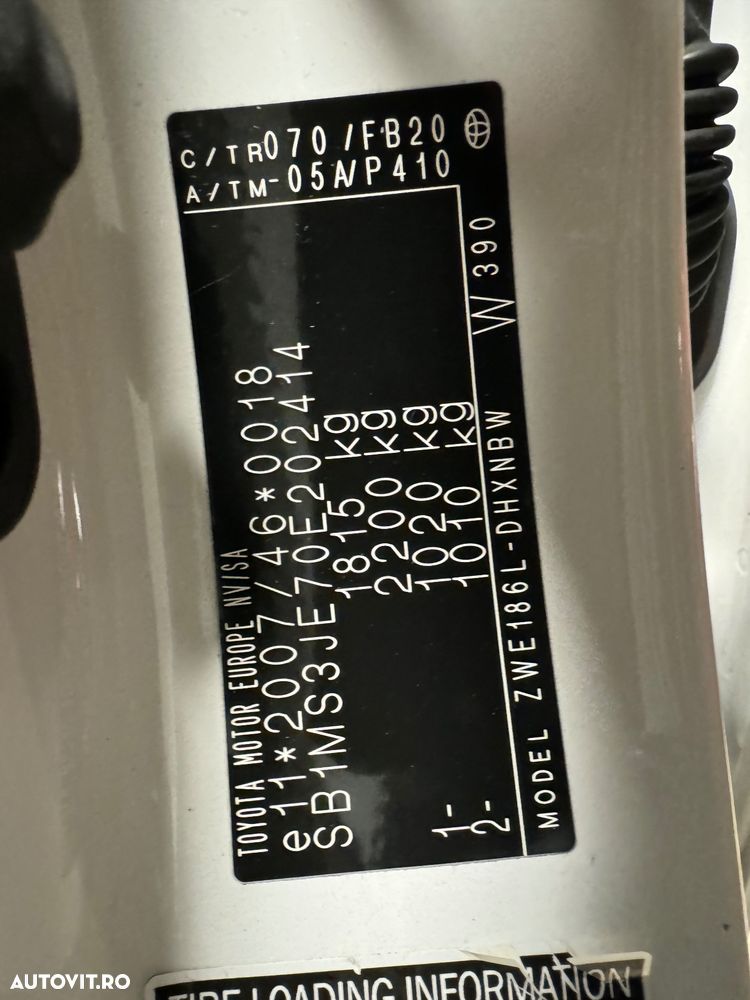 C/TR070/FB20
A/TM-05A/P410
TOYOTA MOTOR EUROPE NV/SA
e11*2007/46*0018
SB1MS3JE70E202414
1815 kg
2200 kg
1- 1020 kg
2- 1010 kg
MODEL ZWE186L-DHXNBW W390
TIRE LOADING INFORMATION
AUTOVIT.RO